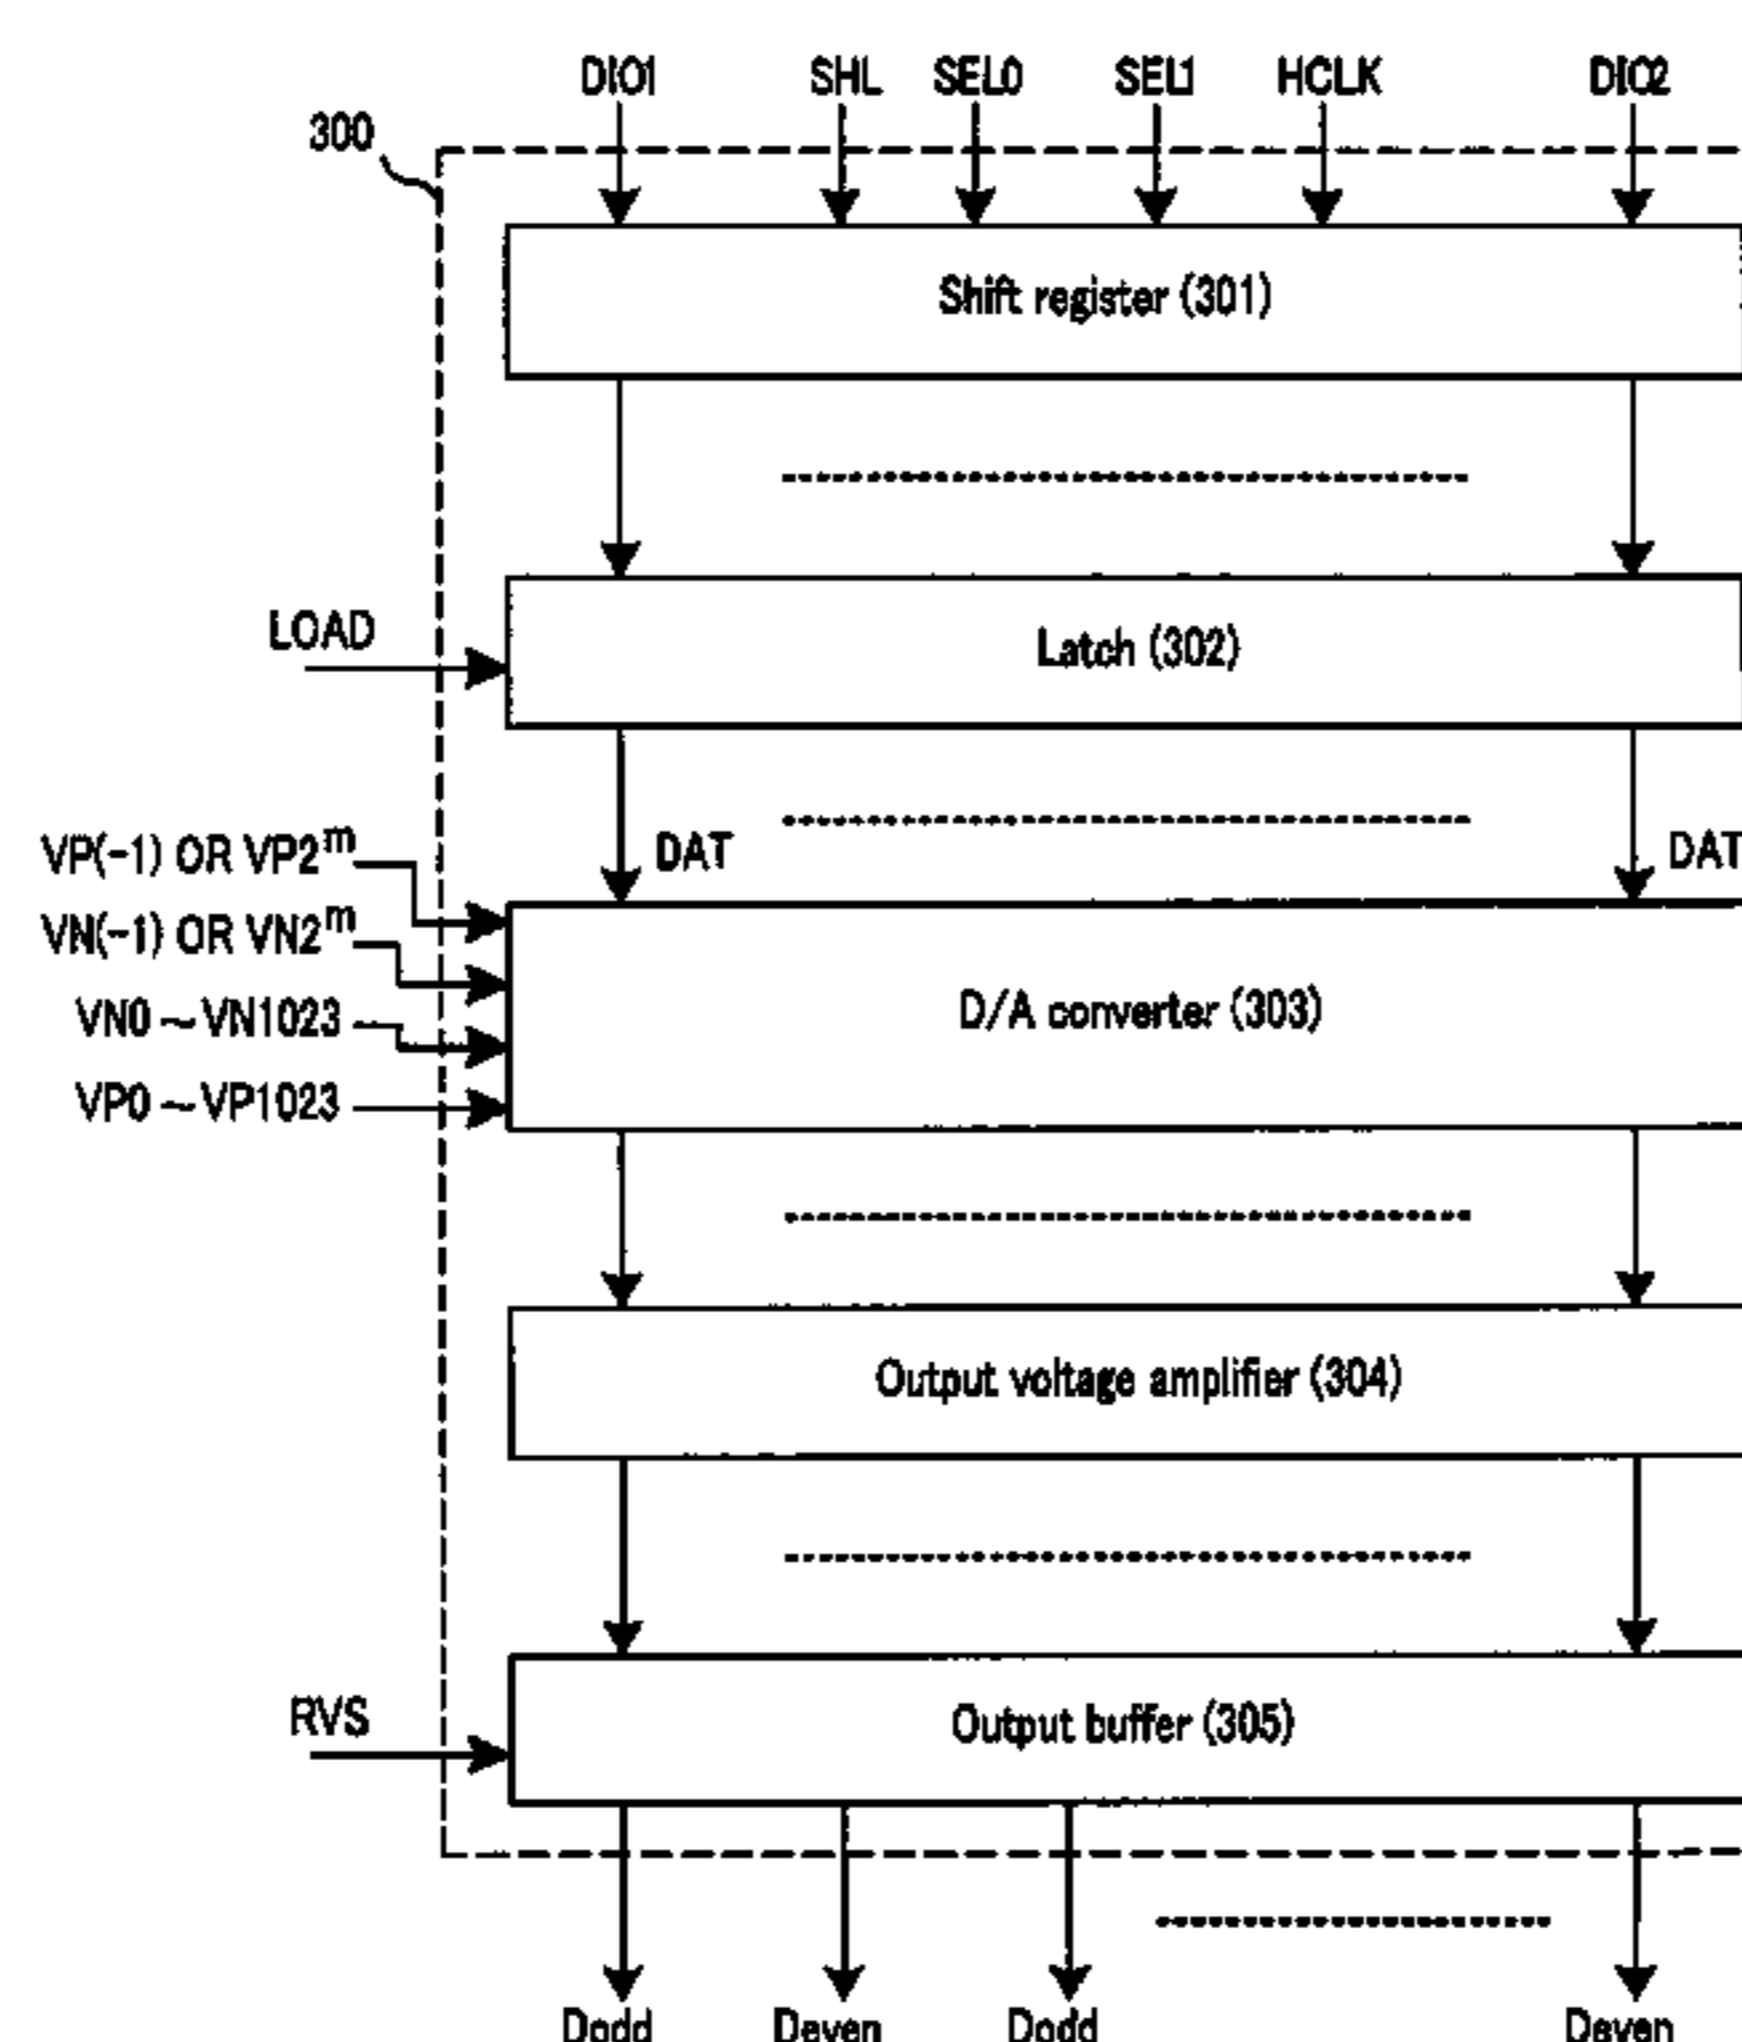 DIO1 SHL SEL0 SEL1 HCLK DIO2
300
Shift register (301)
LOAD
Latch (302)
VP(-1) OR VP2^m
DAT
DAT
VN(-1) OR VN2^m
VN0 ~ VN1023
D/A converter (303)
VP0 ~ VP1023
Output voltage amplifier (304)
RVS
Output buffer (305)
Dodd Deven Dodd Deven